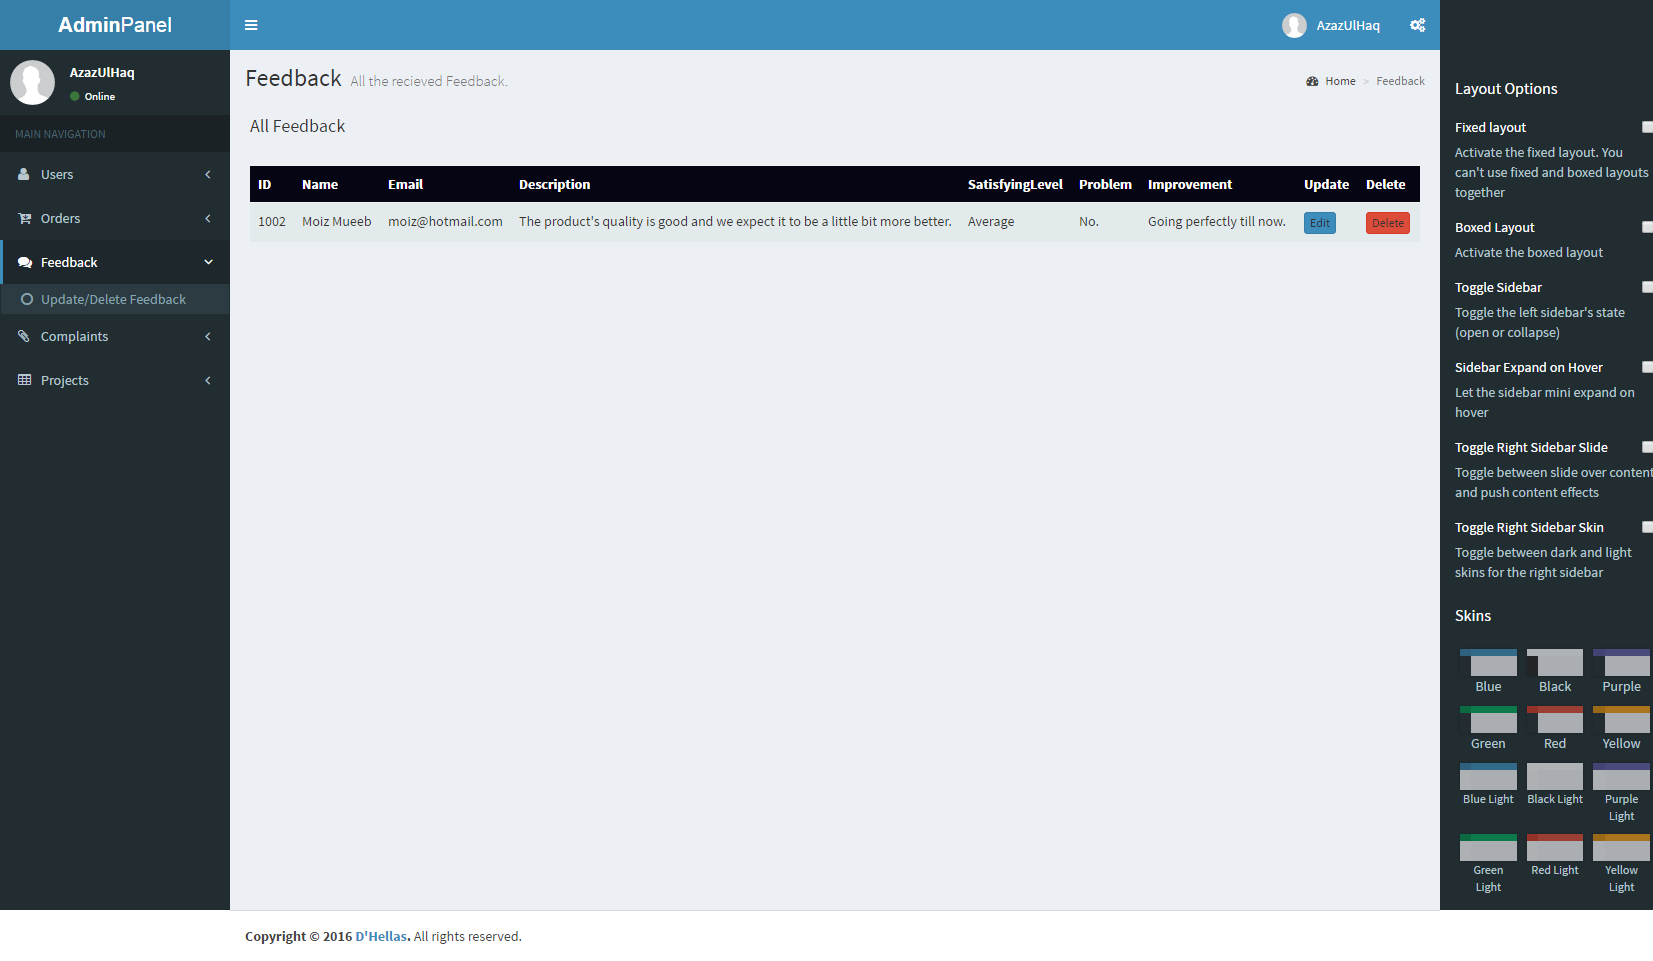 AdminPanel
AzazUlHaq
AzazUlHaq
Online
MAIN NAVIGATION
Users
Orders
Feedback
Update/Delete Feedback
Complaints
Projects
Feedback All the recieved Feedback.
Home > Feedback
All Feedback
ID Name Email Description SatisfyingLevel Problem Improvement Update Delete
1002 Moiz Mueeb moiz@hotmail.com The product's quality is good and we expect it to be a little bit more better. Average No. Going perfectly till now. Edit Delete
Layout Options
Fixed layout
Activate the fixed layout. You
can't use fixed and boxed layouts
together
Boxed Layout
Activate the boxed layout
Toggle Sidebar
Toggle the left sidebar's state
(open or collapse)
Sidebar Expand on Hover
Let the sidebar mini expand on
hover
Toggle Right Sidebar Slide
Toggle between slide over content
and push content effects
Toggle Right Sidebar Skin
Toggle between dark and light
skins for the right sidebar
Skins
Blue Black Purple
Green Red Yellow
Blue Light Black Light Purple
Light
Green Red Light Yellow
Light Light
Copyright © 2016 D'Hellas. All rights reserved.